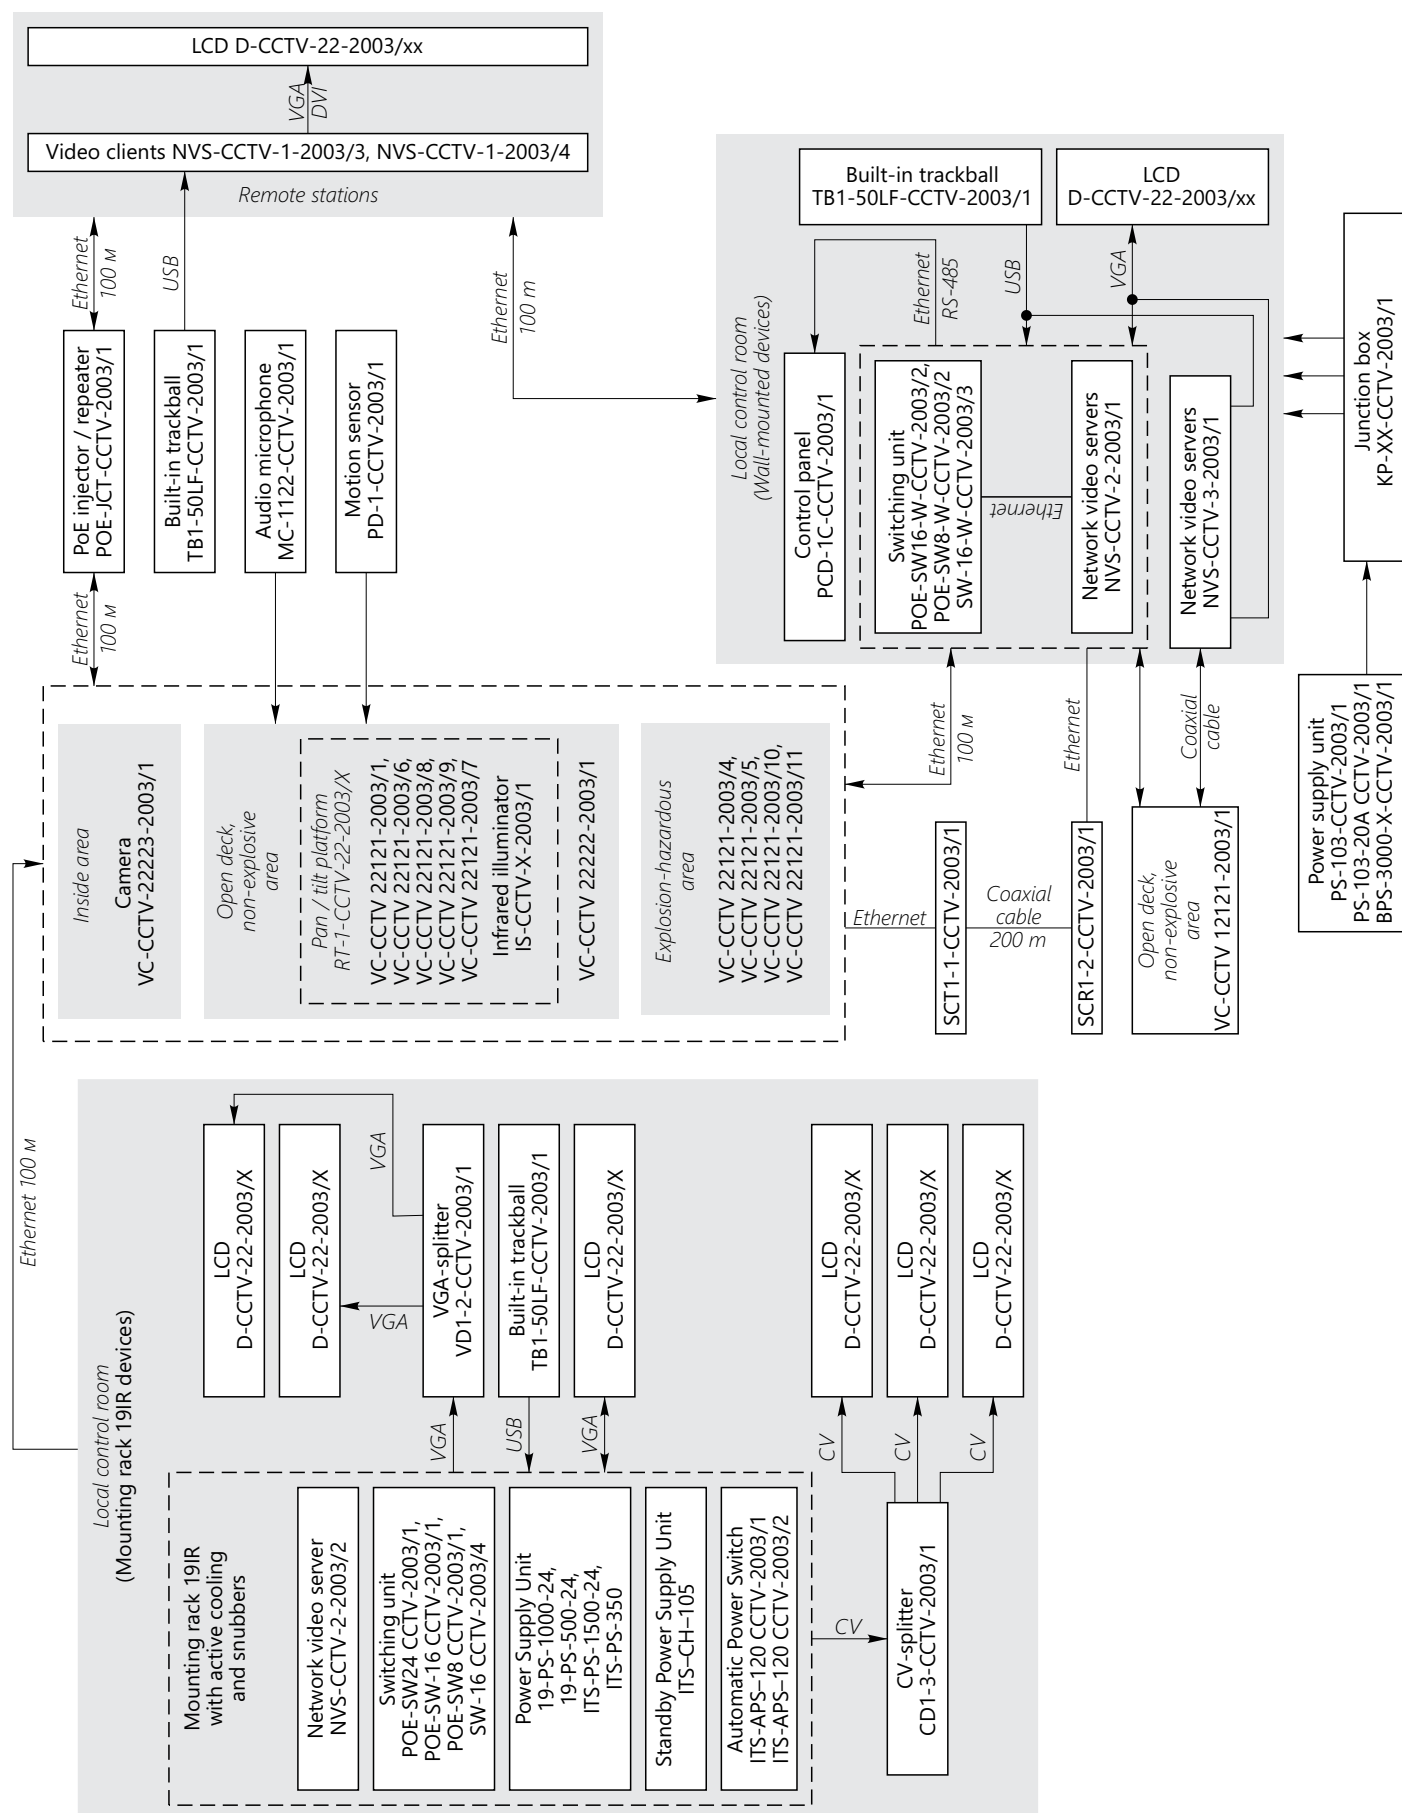 LCD D-CCTV-22-2003/xx
VGA
DVI
Video clients NVS-CCTV-1-2003/3, NVS-CCTV-1-2003/4
Remote stations
Ethernet
100 м
USB
Ethernet
100 m
PoE injector / repeater
POE-JCT-CCTV-2003/1
Built-in trackball
TB1-50LF-CCTV-2003/1
Audio microphone
MC-1122-CCTV-2003/1
Motion sensor
PD-1-CCTV-2003/1
Ethernet
100 м
Built-in trackball
TB1-50LF-CCTV-2003/1
LCD
D-CCTV-22-2003/xx
Ethernet
RS-485
USB
VGA
Local control room
(Wall-mounted devices)
Control panel
PCD-1C-CCTV-2003/1
Switching unit
POE-SW16-W-CCTV-2003/2,
POE-SW8-W-CCTV-2003/2
SW-16-W-CCTV-2003/3
Ethernet
Network video servers
NVS-CCTV-2-2003/1
Network video servers
NVS-CCTV-3-2003/1
Junction box
KP-XX-CCTV-2003/1
Power supply unit
PS-103-CCTV-2003/1
PS-103-20A CCTV-2003/1
BPS-3000-X-CCTV-2003/1
Inside area
Camera
VC-CCTV-22223-2003/1
Open deck,
non-explosive
area
Pan / tilt platform
RT-1-CCTV-22-2003/X
VC-CCTV 22121-2003/1,
VC-CCTV 22121-2003/6,
VC-CCTV 22121-2003/8,
VC-CCTV 22121-2003/9,
VC-CCTV 22121-2003/7
Infrared illuminator
IS-CCTV-X-2003/1
VC-CCTV 22222-2003/1
Explosion-hazardous
area
VC-CCTV 22121-2003/4,
VC-CCTV 22121-2003/5,
VC-CCTV 22121-2003/10,
VC-CCTV 22121-2003/11
Ethernet
100 м
Ethernet
Coaxial
cable
Ethernet
SCT1-1-CCTV-2003/1
Coaxial
cable
200 m
SCR1-2-CCTV-2003/1
Open deck,
non-explosive
area
VC-CCTV 12121-2003/1
Ethernet 100 м
Local control room
(Mounting rack 19IR devices)
LCD
D-CCTV-22-2003/X
LCD
D-CCTV-22-2003/X
VGA
VGA
VGA-splitter
VD1-2-CCTV-2003/1
Built-in trackball
TB1-50LF-CCTV-2003/1
LCD
D-CCTV-22-2003/X
LCD
D-CCTV-22-2003/X
LCD
D-CCTV-22-2003/X
LCD
D-CCTV-22-2003/X
VGA
USB
VGA
CV
CV
CV
Mounting rack 19IR
with active cooling
and snubbers
Network video server
NVS-CCTV-2-2003/2
Switching unit
POE-SW24 CCTV-2003/1,
POE-SW-16 CCTV-2003/1,
POE-SW8 CCTV-2003/1,
SW-16 CCTV-2003/4
Power Supply Unit
19-PS-1000-24,
19-PS-500-24,
ITS-PS-1500-24,
ITS-PS-350
Standby Power Supply Unit
ITS–CH–105
Automatic Power Switch
ITS-APS–120 CCTV-2003/1
ITS-APS–120 CCTV-2003/2
CV
CV-splitter
CD1-3-CCTV-2003/1